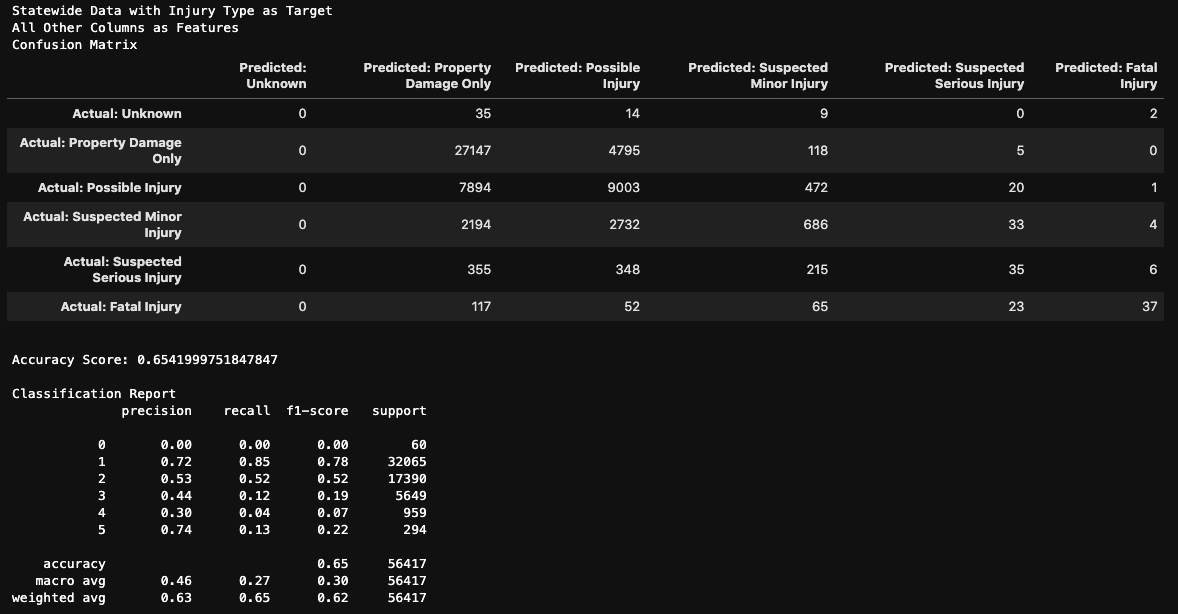 Statewide Data with Injury Type as Target
All Other Columns as Features
Confusion Matrix
Predicted: Unknown Predicted: Property Damage Only Predicted: Possible Injury Predicted: Suspected Minor Injury Predicted: Suspected Serious Injury Predicted: Fatal Injury
Actual: Unknown 0 35 14 9 0 2
Actual: Property Damage Only 0 27147 4795 118 5 0
Actual: Possible Injury 0 7894 9003 472 20 1
Actual: Suspected Minor Injury 0 2194 2732 686 33 4
Actual: Suspected Serious Injury 0 355 348 215 35 6
Actual: Fatal Injury 0 117 52 65 23 37
Accuracy Score: 0.6541999751847847
Classification Report
precision recall f1-score support
0 0.00 0.00 0.00 60
1 0.72 0.85 0.78 32065
2 0.53 0.52 0.52 17390
3 0.44 0.12 0.19 5649
4 0.30 0.04 0.07 959
5 0.74 0.13 0.22 294
accuracy 0.65 56417
macro avg 0.46 0.27 0.30 56417
weighted avg 0.63 0.65 0.62 56417